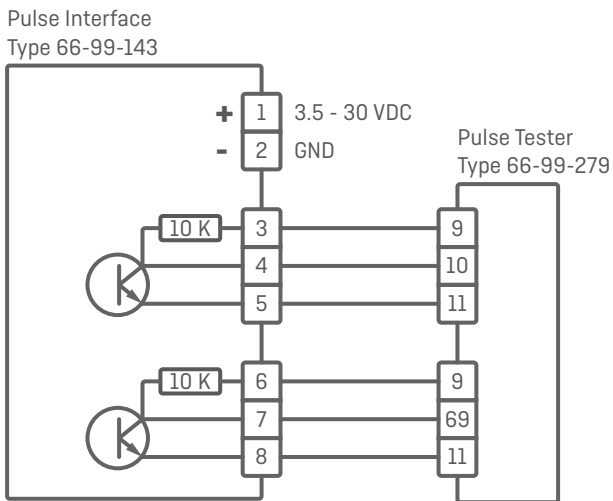 Pulse Interface
Type 66-99-143
+ 1 3.5 - 30 VDC
- 2 GND
Pulse Tester
Type 66-99-279
10 K 3 9
4 10
5 11
10 K 6 9
7 69
8 11